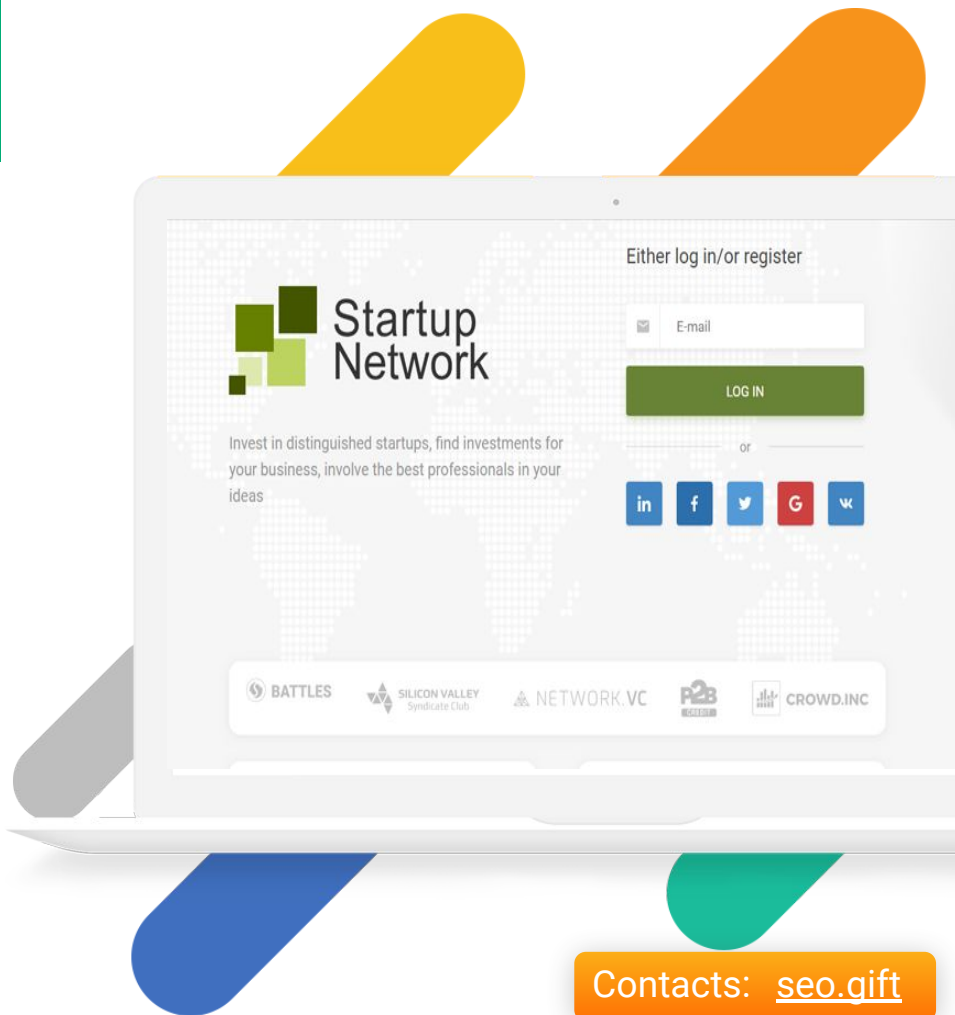 Either log in/or register
Startup
Network
E-mail
LOG IN
Invest in distinguished startups, find investments for
your business, involve the best professionals in your
ideas
or
in f G
BATTLES
SILICON VALLEY
Syndicate Club
NETWORK.VC
P2B
CREDIT
CROWD.INC
Contacts: seo.gift